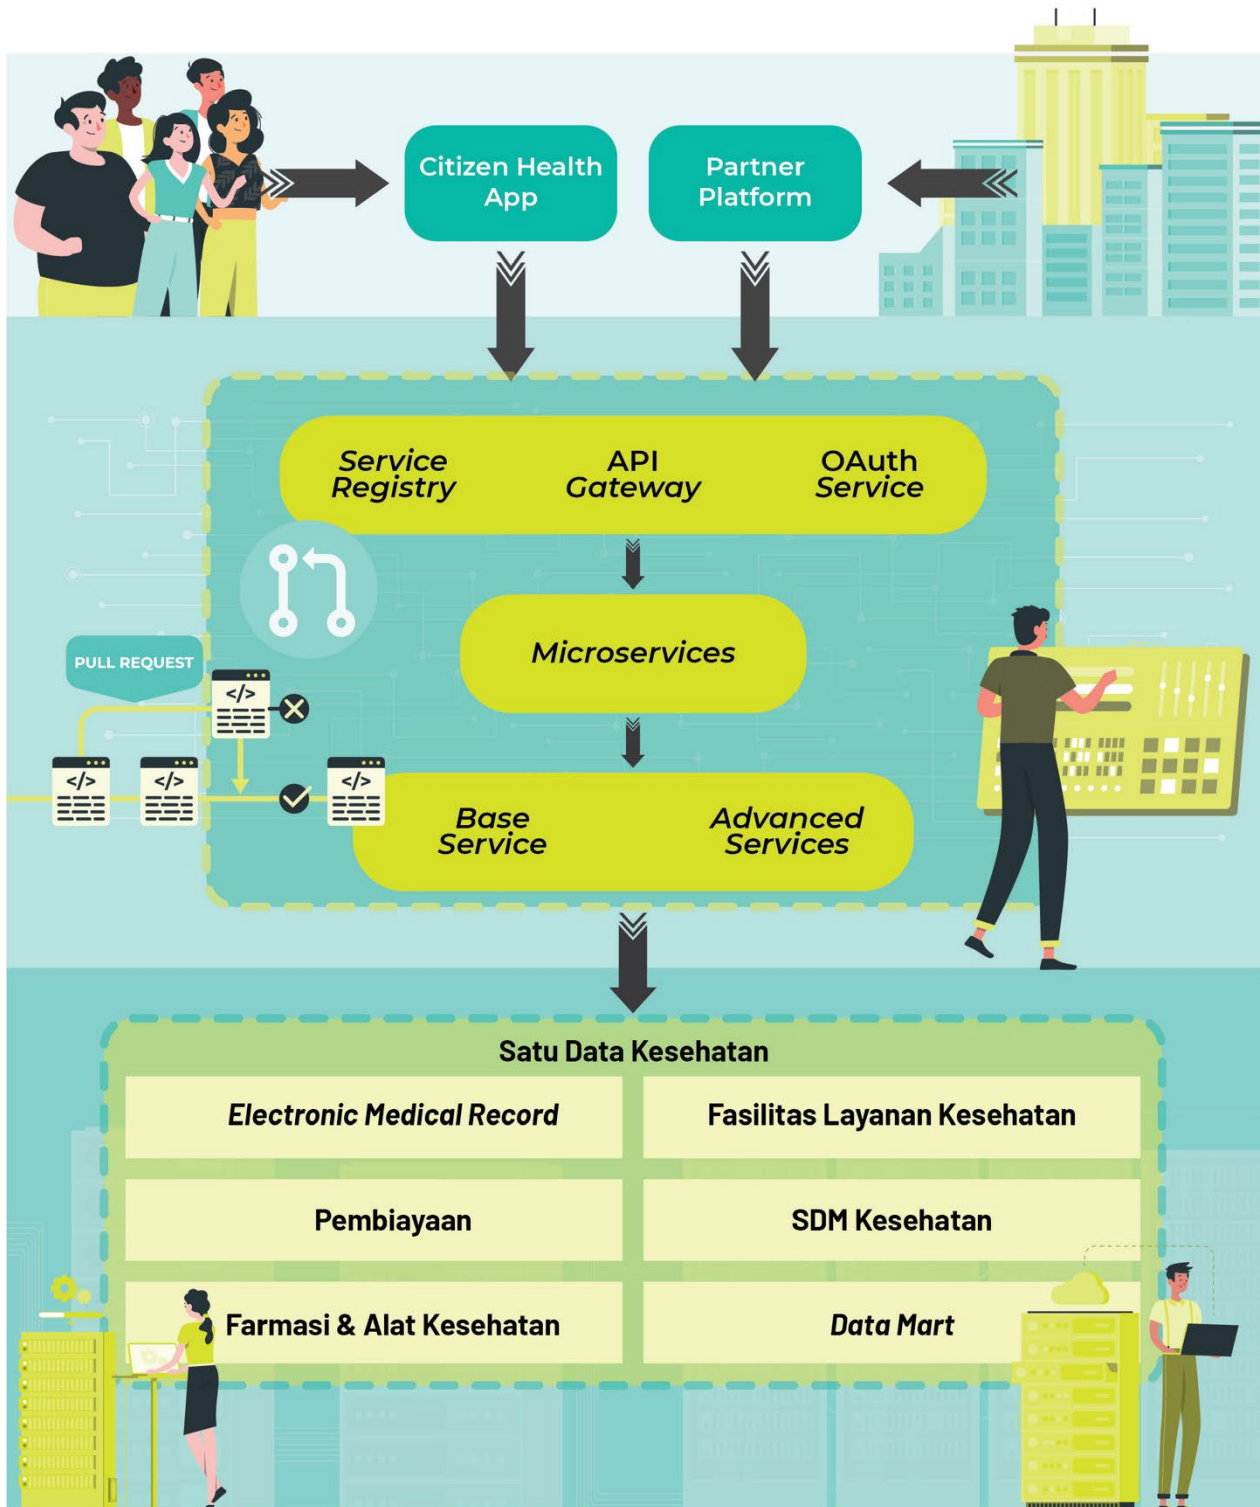 Citizen Health
App
Partner
Platform
Service
Registry
API
Gateway
OAuth
Service
Microservices
PULL REQUEST
</>
</>
</>
</>
Base
Service
Advanced
Services
Satu Data Kesehatan
Electronic Medical Record
Fasilitas Layanan Kesehatan
Pembiayaan
SDM Kesehatan
Farmasi & Alat Kesehatan
Data Mart